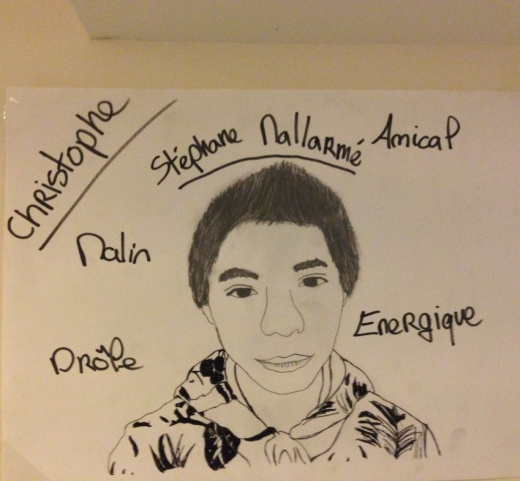 Christophe
Stéphane Mallarmé
Amical
Malin
Energique
Drôle